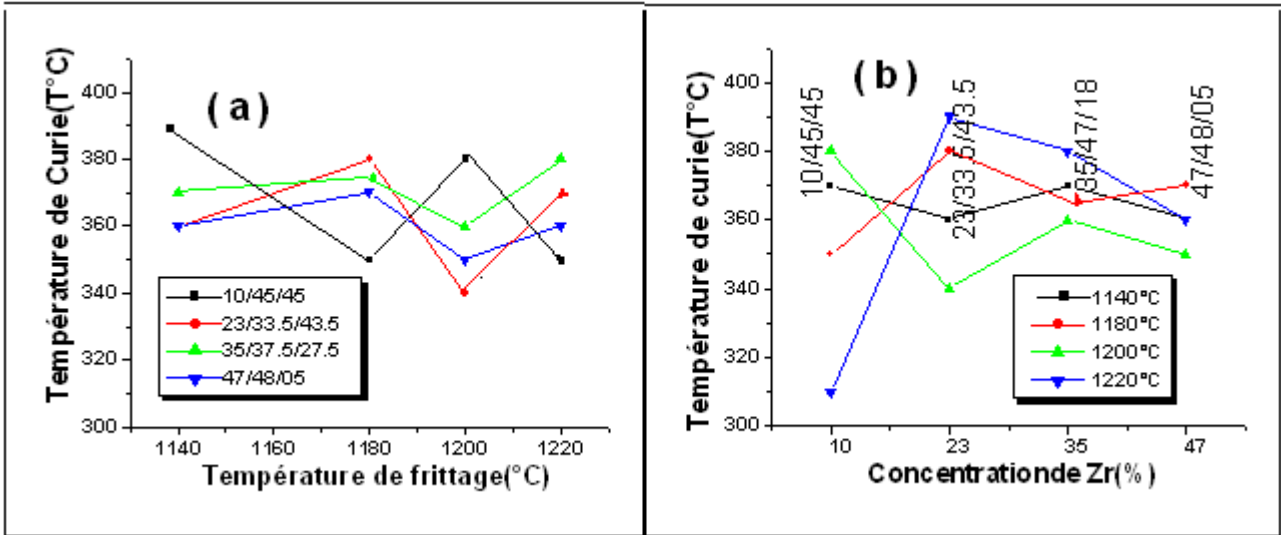 (a)
Température de Curie(T°C)
400
380
360
340
320
300
10/45/45
23/33.5/43.5
35/37.5/27.5
47/48/05
1140 1160 1180 1200 1220
Température de frittage(°C)
(b)
Température de curie(T°C)
400
380
360
340
320
300
10/45/45
23/33.5/43.5
35/47/18
47/48/05
1140°C
1180°C
1200°C
1220°C
10 23 35 47
Concentrationde Zr(%)